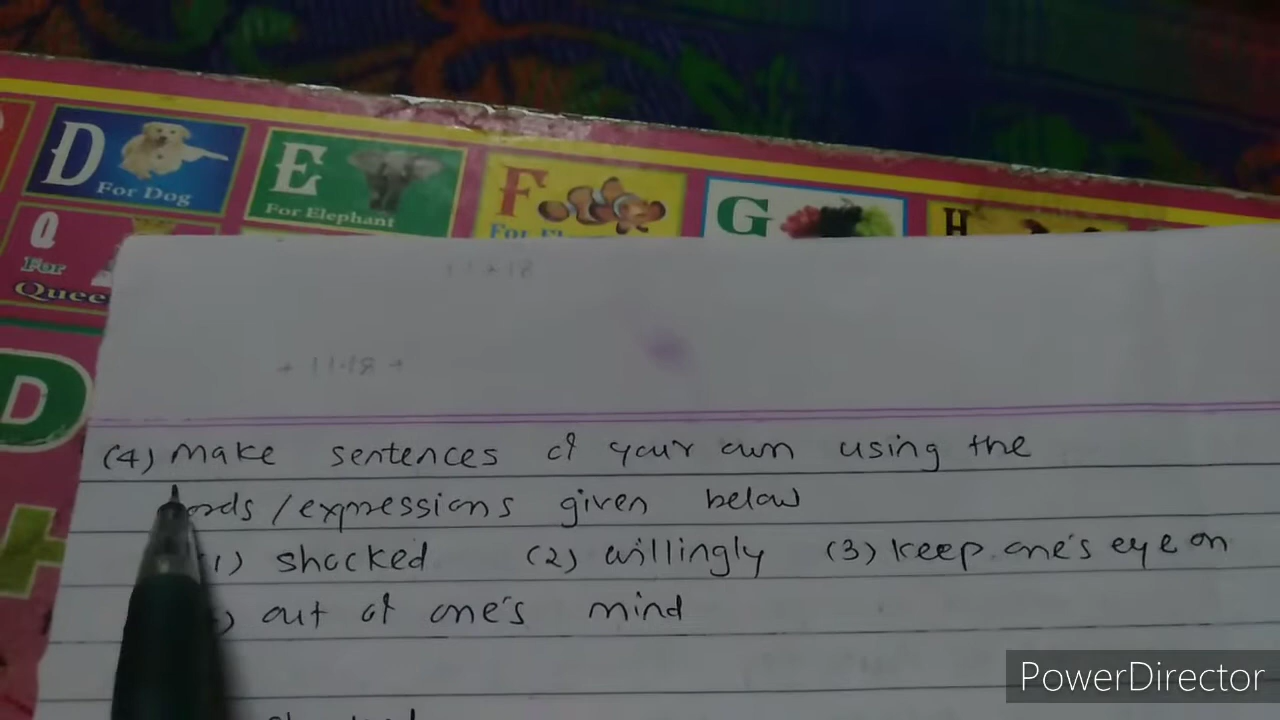 D
For Dog
E
For Elephant
F
G
H
Q
For
Quee
D
(4) Make sentences of your own using the
ords / expressions given below
1) shocked (2) willingly (3) keep one's eye on
) out of one's mind
PowerDirector